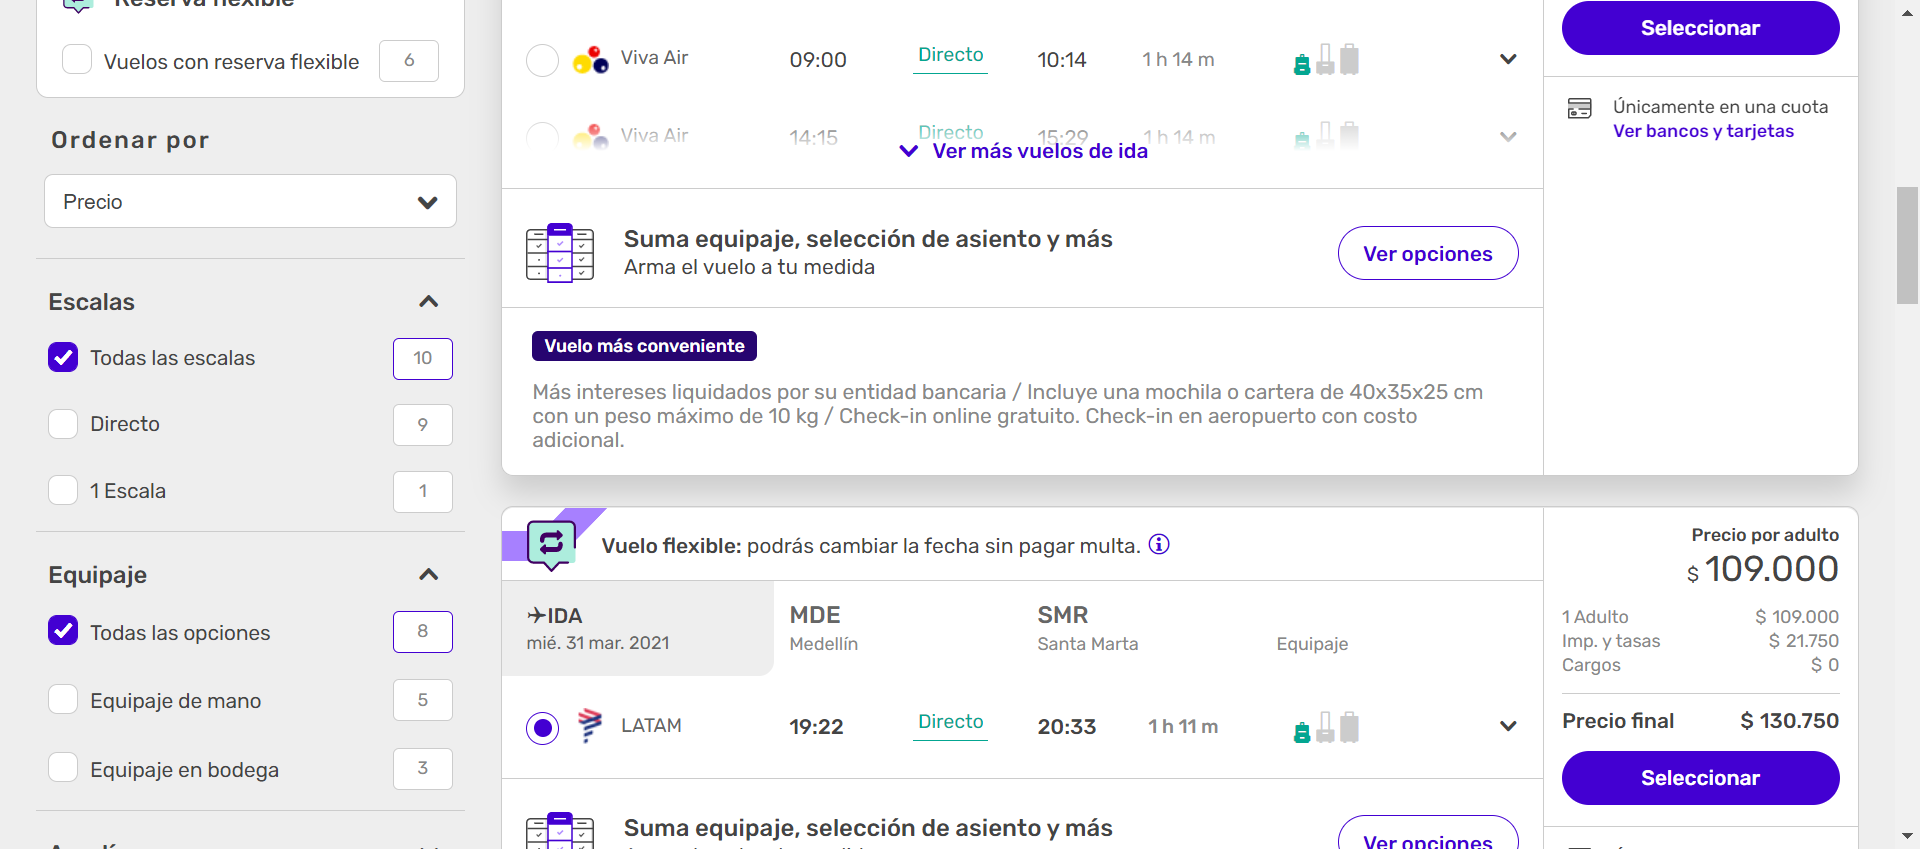 Reserva flexible
Vuelos con reserva flexible 6
Ordenar por
Precio
Escalas
Todas las escalas 10
Directo 9
1 Escala 1
Equipaje
Todas las opciones 8
Equipaje de mano 5
Equipaje en bodega 3
Viva Air 09:00 Directo 10:14 1 h 14 m
Viva Air 14:15 Directo 15:29 1 h 14 m
Ver más vuelos de ida
Suma equipaje, selección de asiento y más
Arma el vuelo a tu medida
Ver opciones
Vuelo más conveniente
Más intereses liquidados por su entidad bancaria / Incluye una mochila o cartera de 40x35x25 cm
con un peso máximo de 10 kg / Check-in online gratuito. Check-in en aeropuerto con costo
adicional.
Seleccionar
Únicamente en una cuota
Ver bancos y tarjetas
Vuelo flexible: podrás cambiar la fecha sin pagar multa.
IDA MDE SMR
mié. 31 mar. 2021 Medellín Santa Marta Equipaje
LATAM 19:22 Directo 20:33 1 h 11 m
Suma equipaje, selección de asiento y más
Ver opciones
Precio por adulto
$ 109.000
1 Adulto $ 109.000
Imp. y tasas $ 21.750
Cargos $ 0
Precio final $ 130.750
Seleccionar